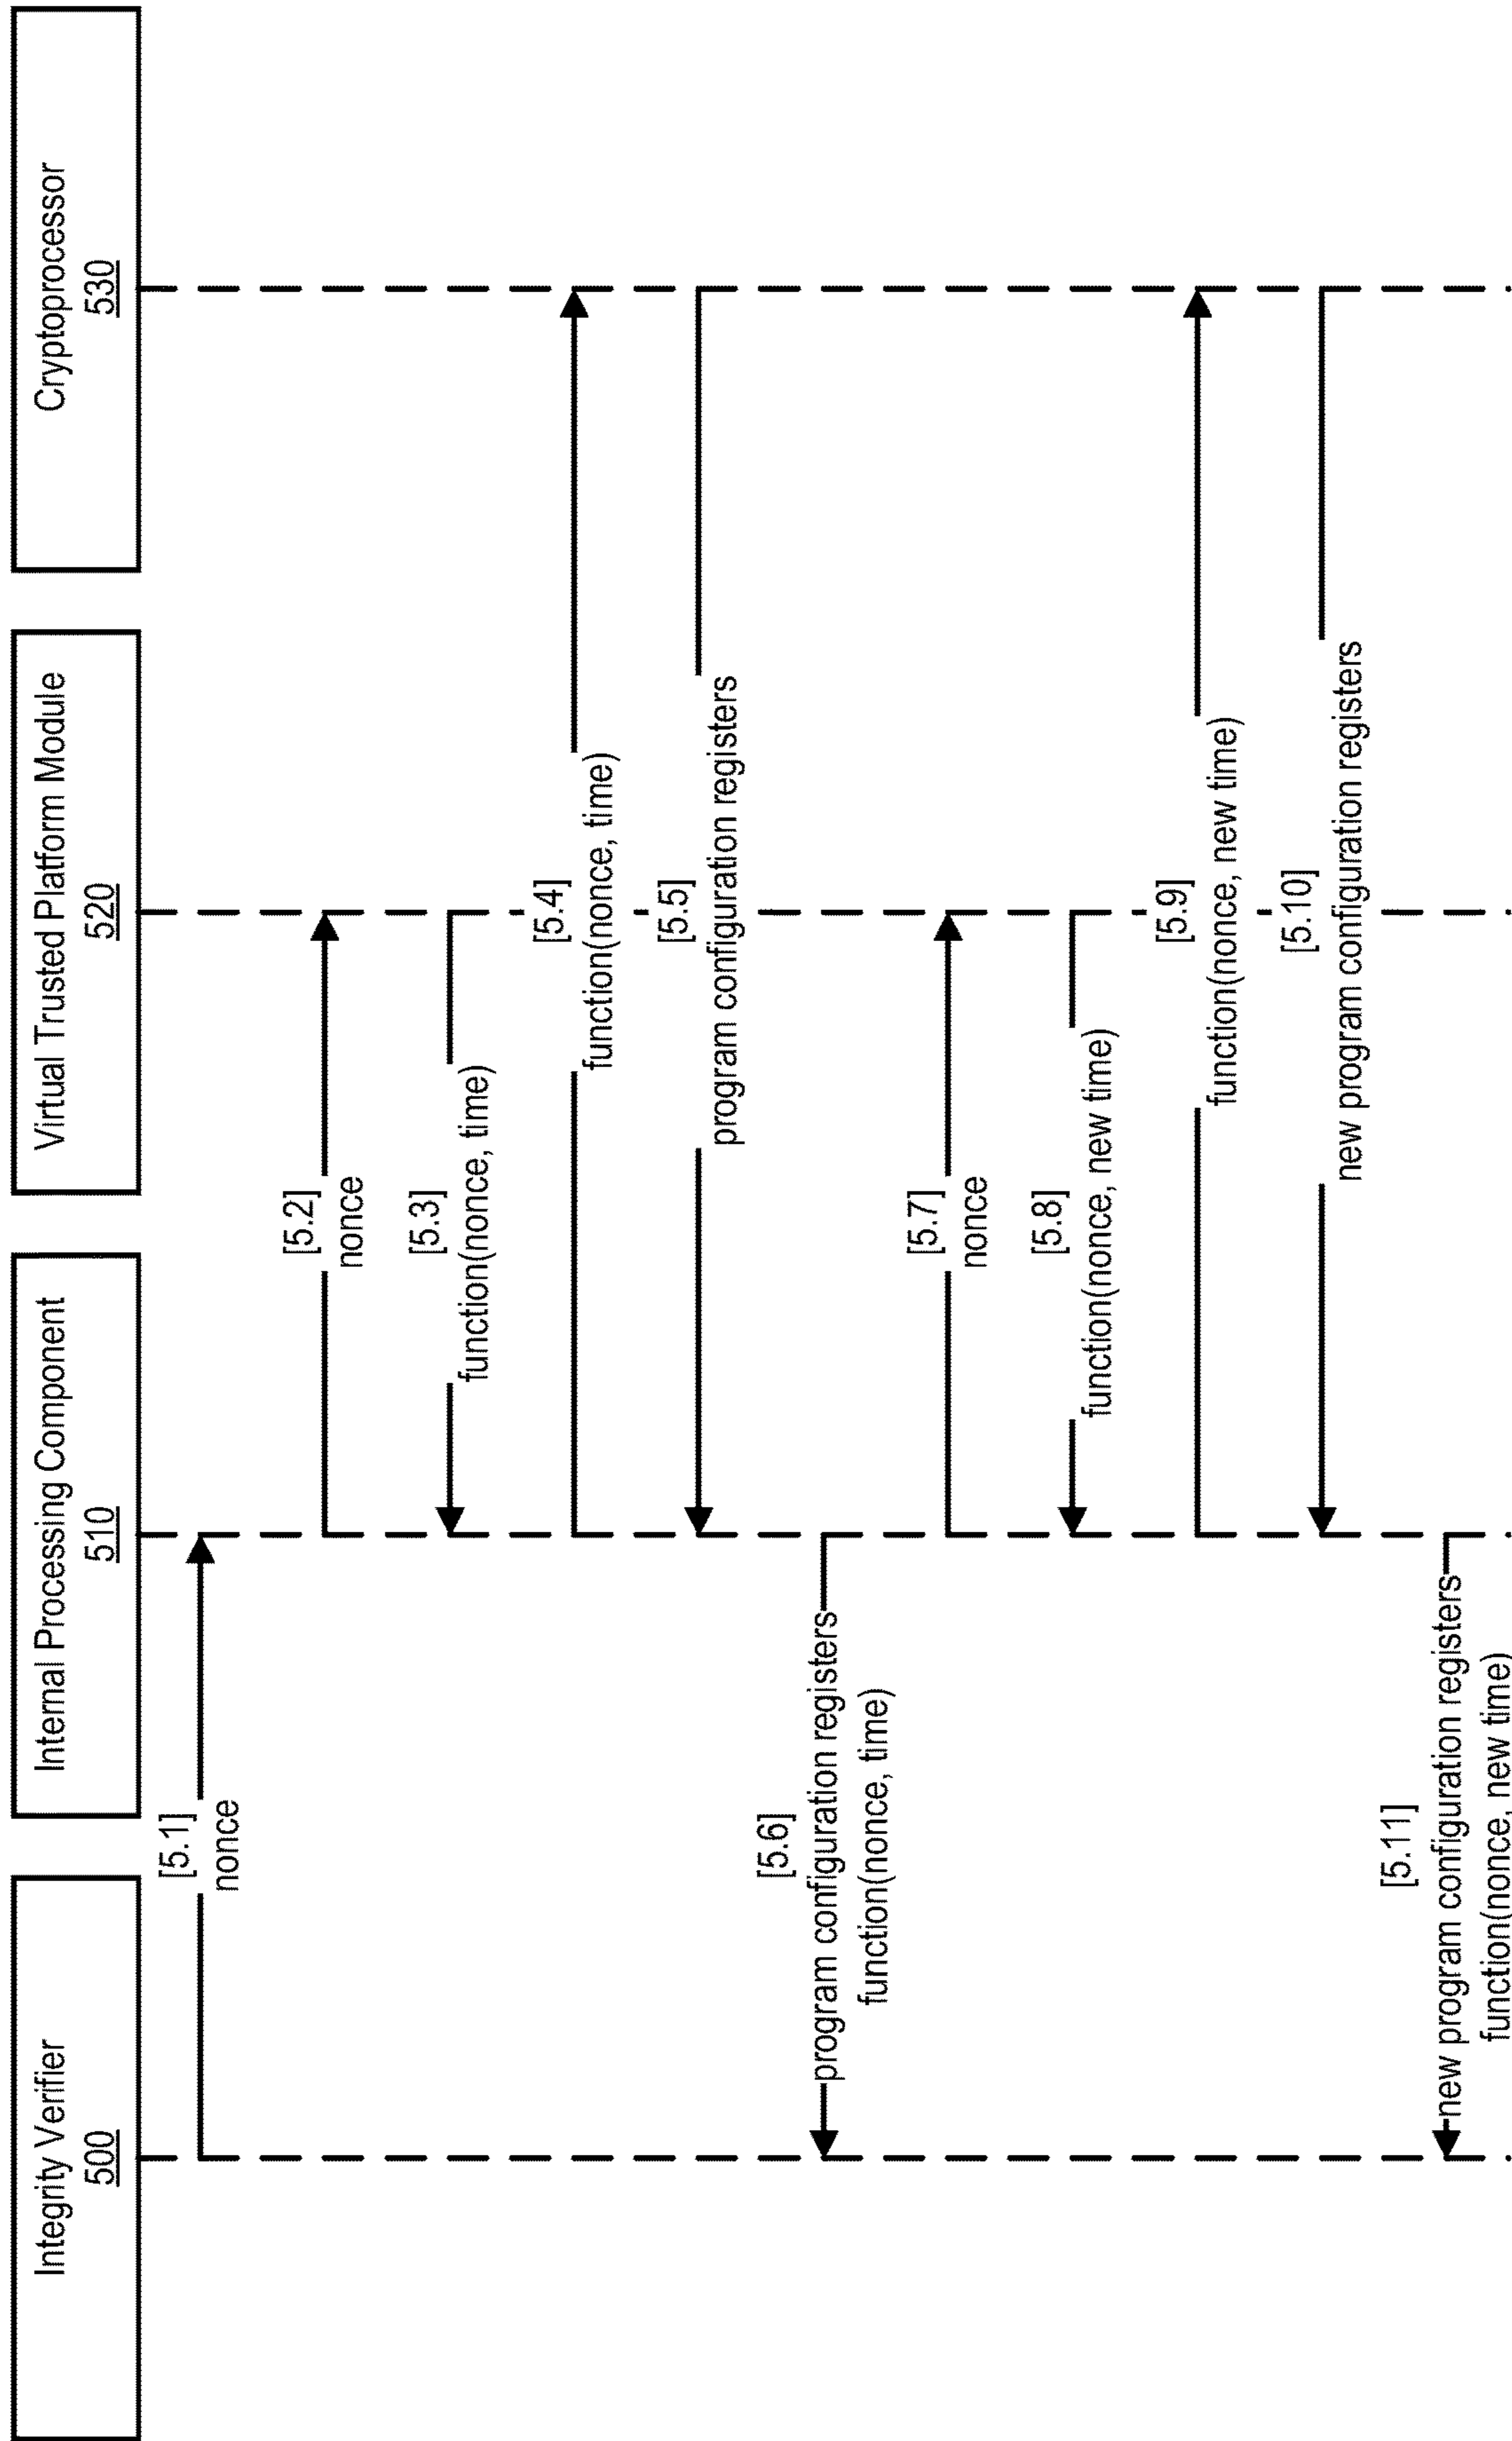 Integrity Verifier
500
Internal Processing Component
510
Virtual Trusted Platform Module
520
Cryptoprocessor
530
[5.1]
nonce
[5.2]
nonce
[5.3]
function(nonce, time)
[5.4]
function(nonce, time)
[5.5]
program configuration registers
[5.6]
program configuration registers
function(nonce, time)
[5.7]
nonce
[5.8]
function(nonce, new time)
[5.9]
function(nonce, new time)
[5.10]
new program configuration registers
[5.11]
new program configuration registers
function(nonce, new time)